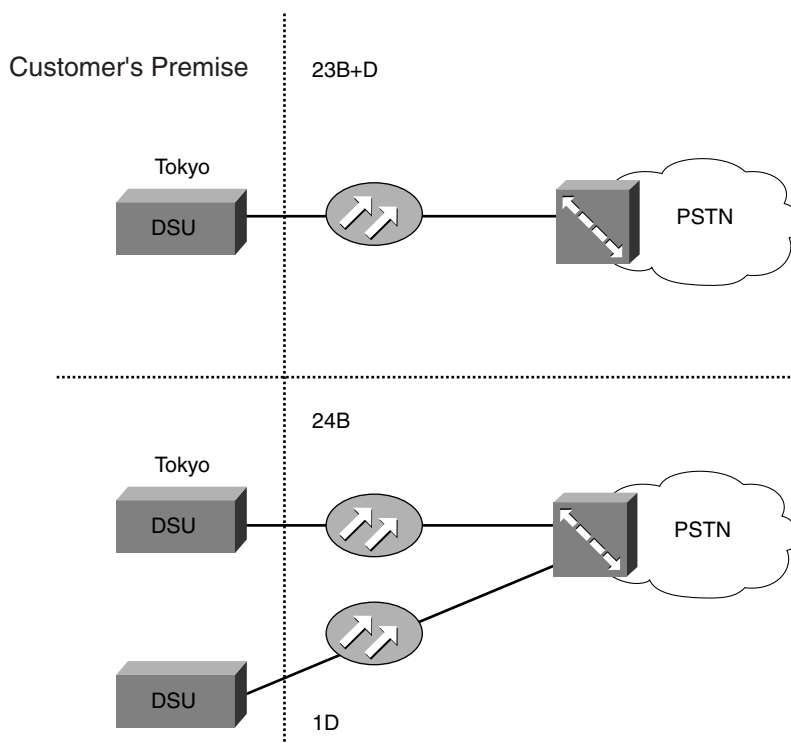 Customer's Premise
23B+D
Tokyo
DSU
PSTN
24B
Tokyo
DSU
PSTN
DSU
1D